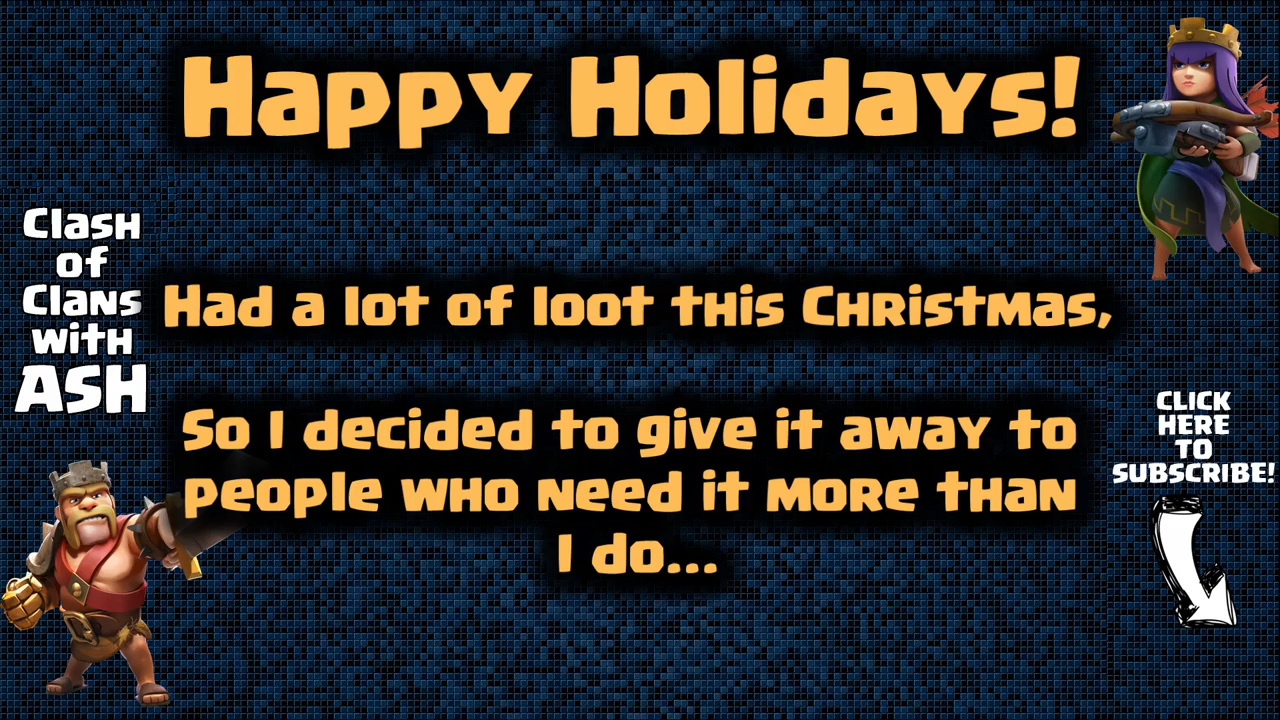 Happy Holidays!
Clash
of
Clans
with
ASH
Had a lot of loot this Christmas,
So I decided to give it away to
people who need it more than
I do...
CLICK
HERE
TO
SUBSCRIBE!